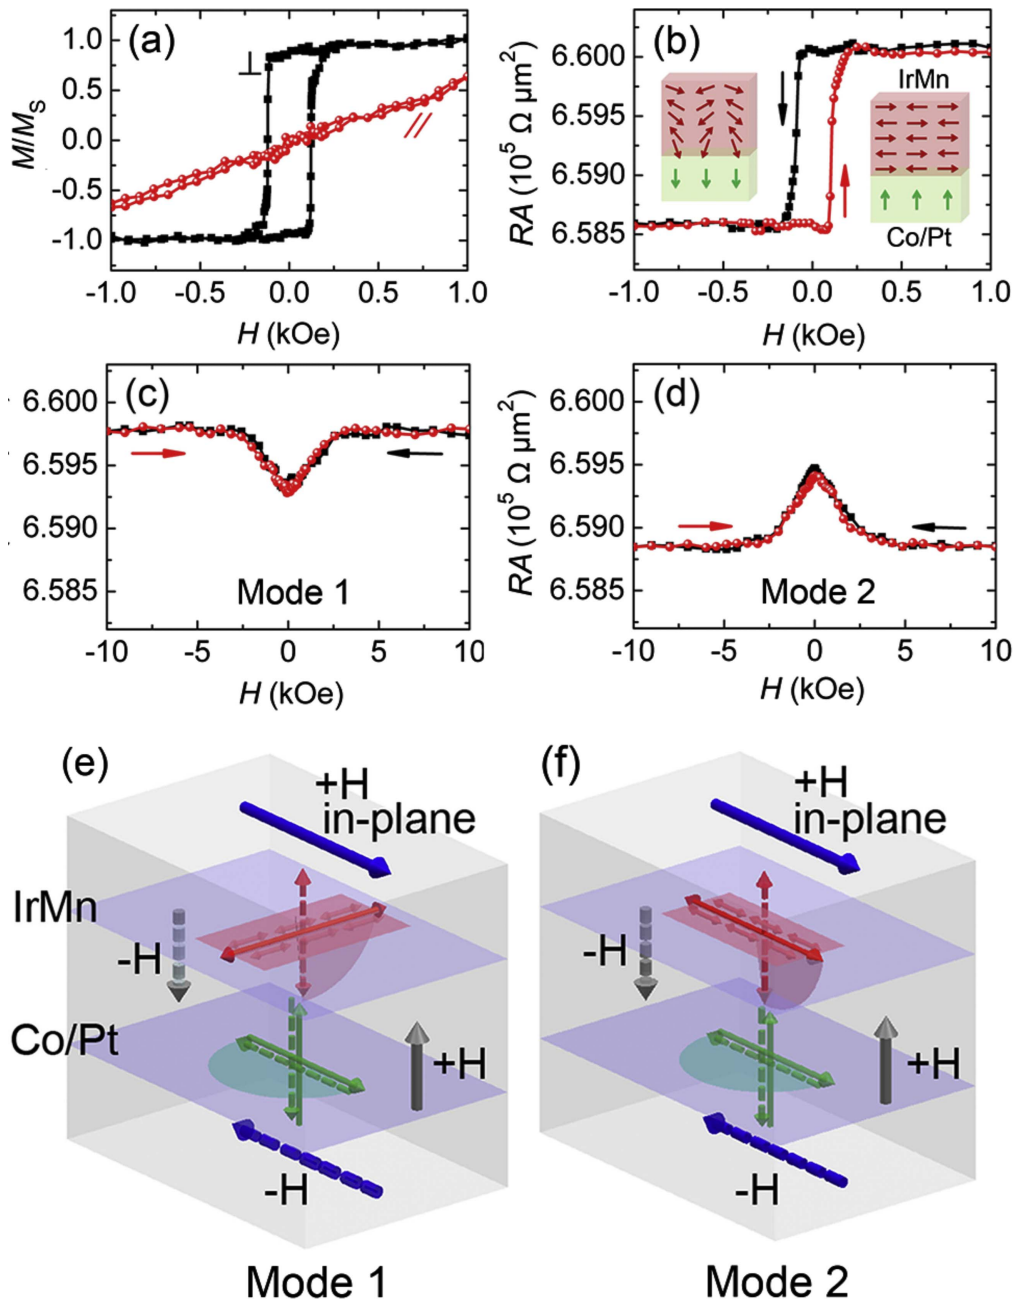 (a)
1.0
0.5
0.0
-0.5
-1.0
M/Ms
⊥
//
-1.0 -0.5 0.0 0.5 1.0
H (kOe)
(b)
6.600
6.595
6.590
6.585
RA (10⁵ Ω μm²)
IrMn
Co/Pt
-1.0 -0.5 0.0 0.5 1.0
H (kOe)
(c)
6.600
6.595
6.590
6.585
Mode 1
-10 -5 0 5 10
H (kOe)
(d)
6.600
6.595
6.590
6.585
RA (10⁵ Ω μm²)
Mode 2
-10 -5 0 5 10
H (kOe)
(e)
+H
in-plane
IrMn
-H
Co/Pt
+H
-H
Mode 1
(f)
+H
in-plane
-H
+H
-H
Mode 2